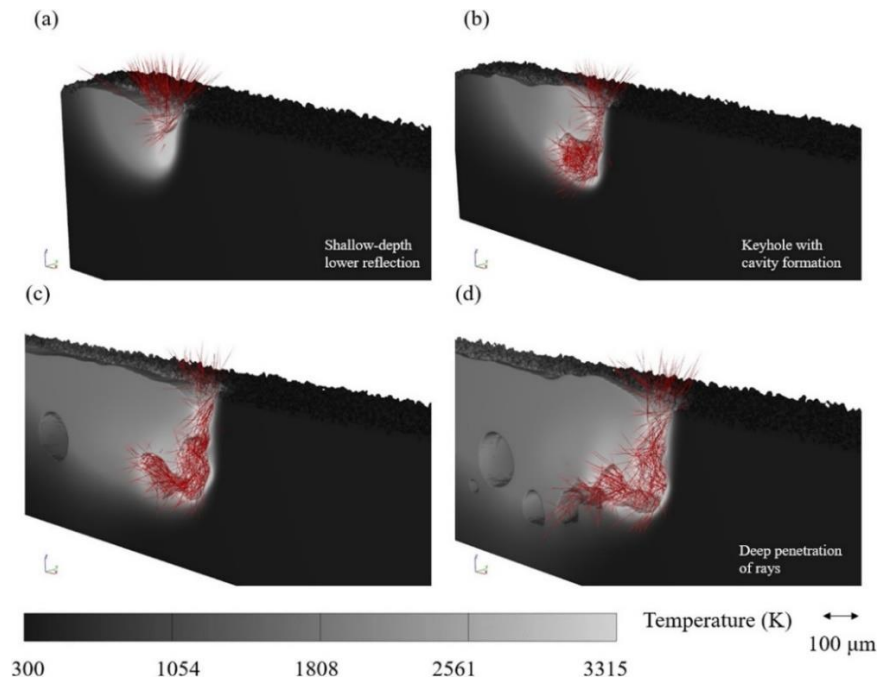 (a)
(b)
Shallow-depth
lower reflection
Keyhole with
cavity formation
(c)
(d)
Deep penetration
of rays
Temperature (K)
100 μm
300 1054 1808 2561 3315